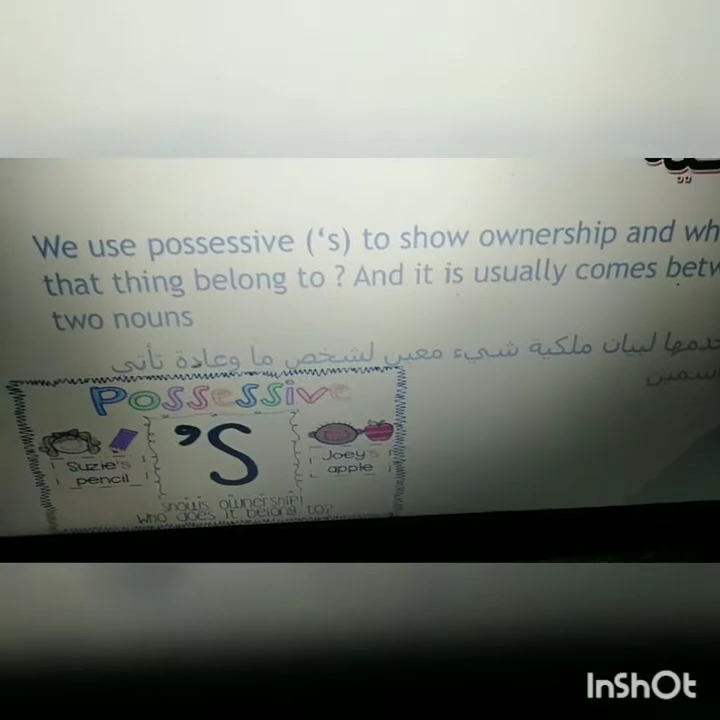 We use possessive ('s) to show ownership and wh
that thing belong to ? And it is usually comes betw
two nouns
لبيان ملكية شيء معين لشخص ما وعادة تأتي
Possessive
's
Suzie's
pencil
Joey's
apple
shows ownership!
Who does it belong to?
InShOt